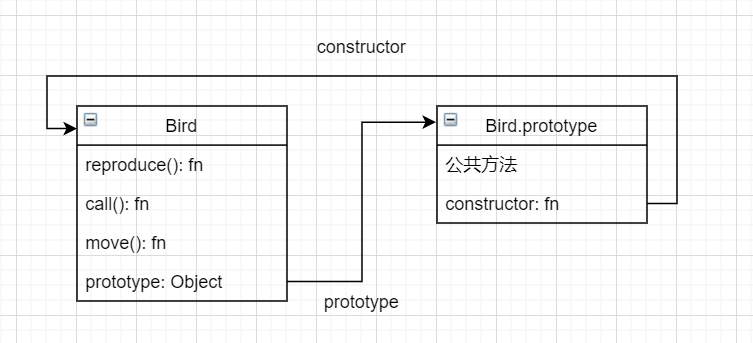 constructor
Bird
reproduce(): fn
call(): fn
move(): fn
prototype: Object
prototype
Bird.prototype
公共方法
constructor: fn